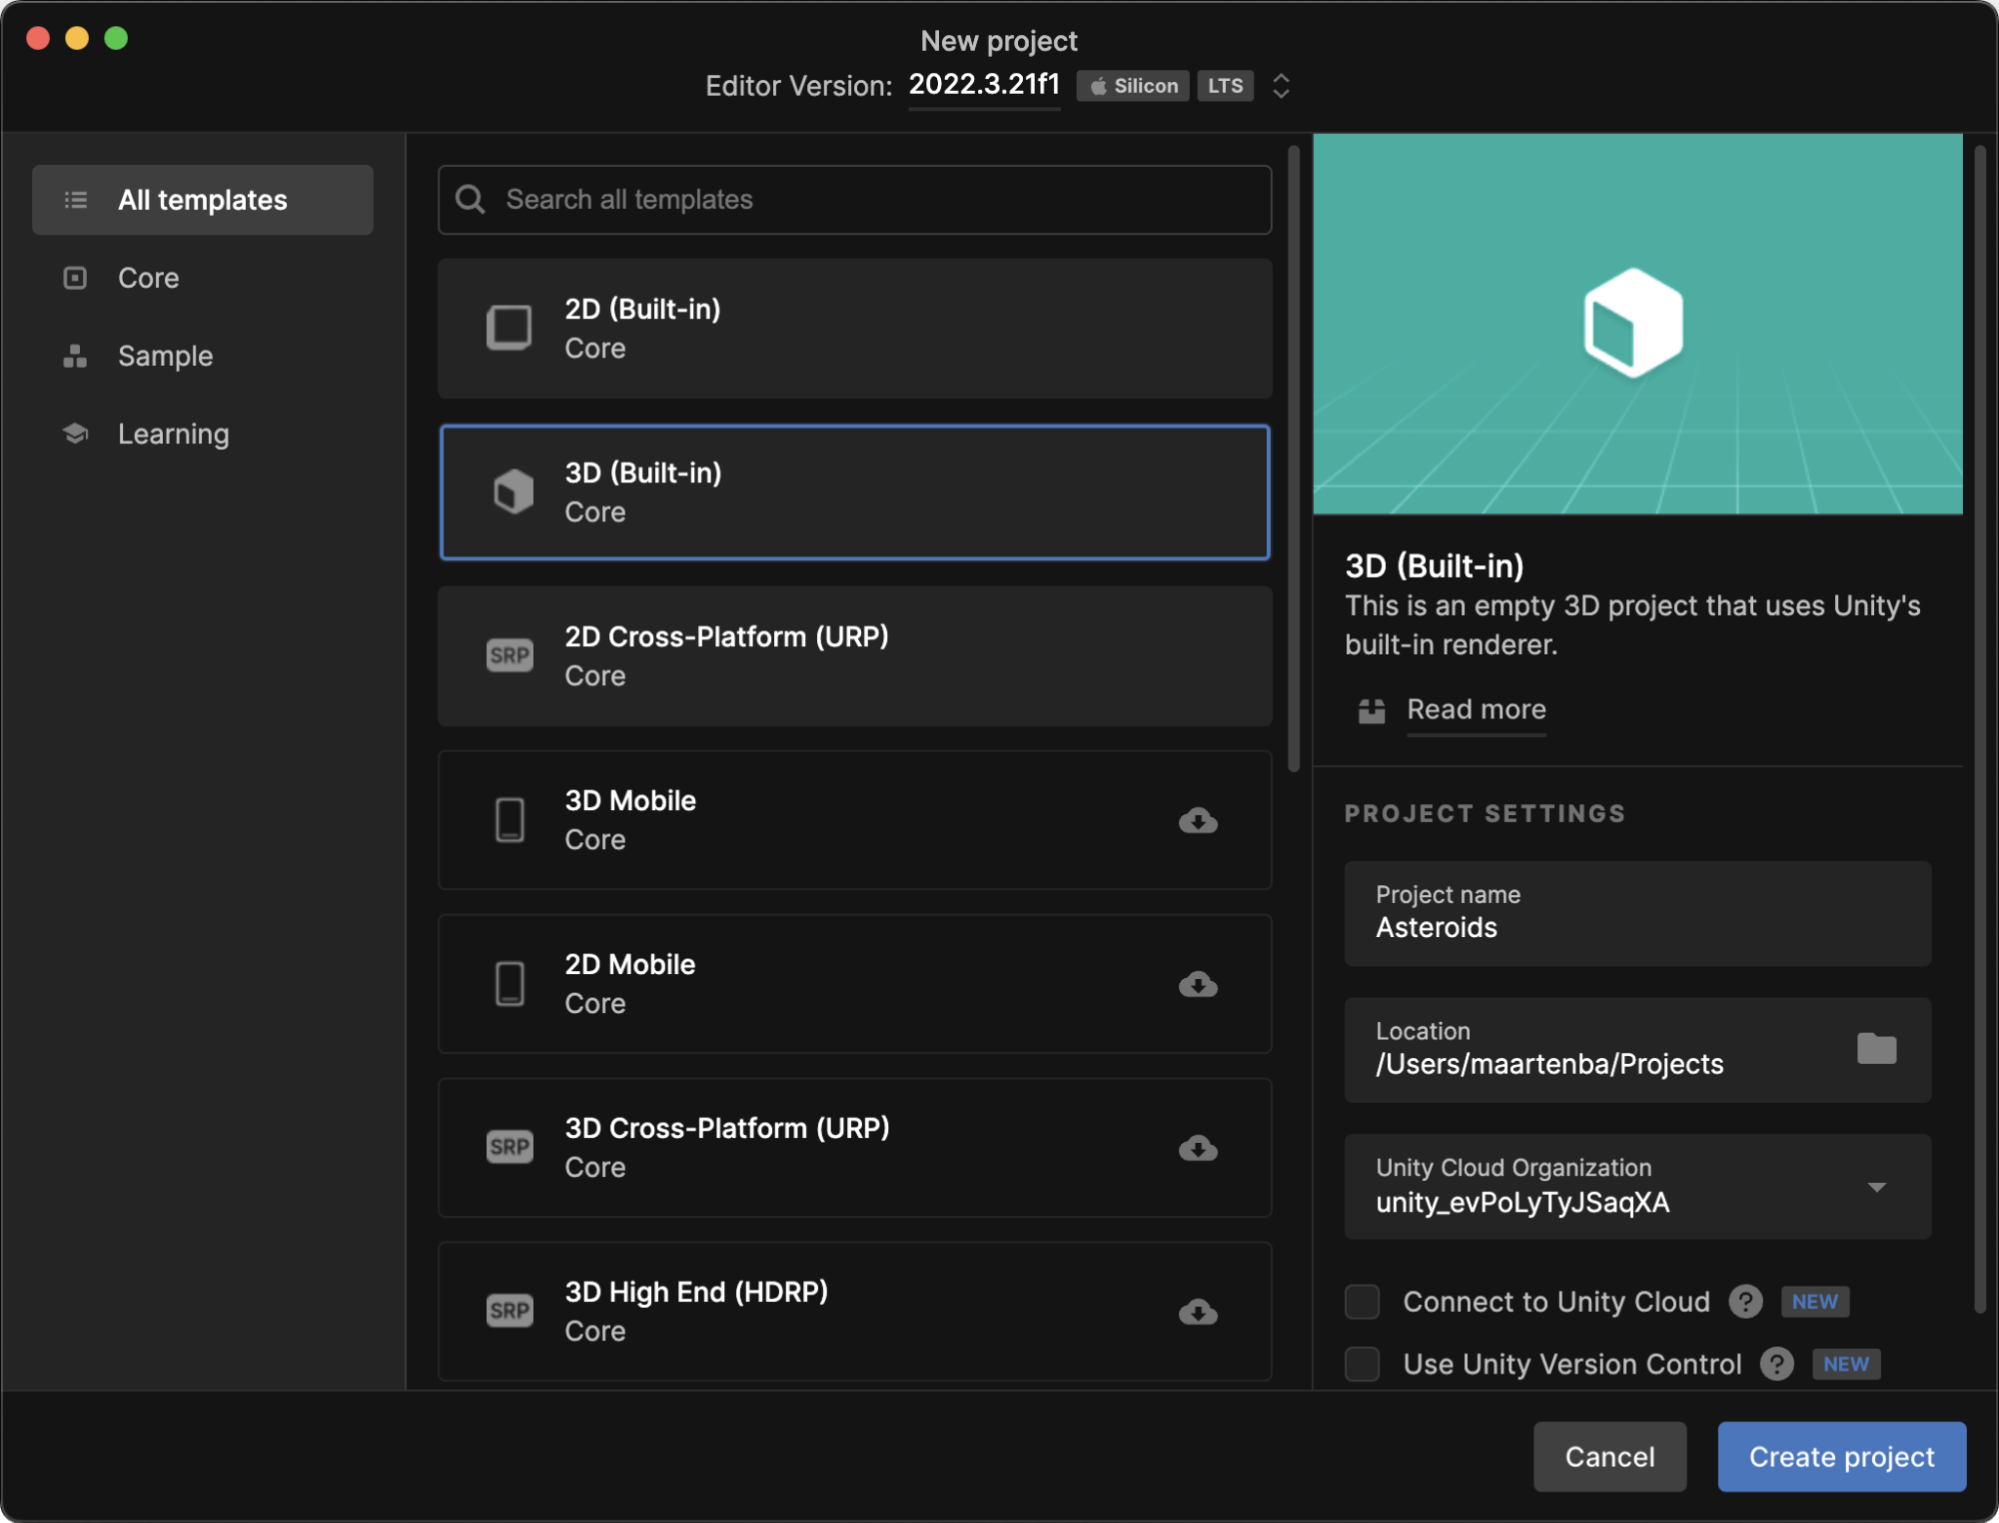 New project
Editor Version: 2022.3.21f1 Silicon LTS
All templates
Core
Sample
Learning
Search all templates
2D (Built-in)
Core
3D (Built-in)
Core
SRP
2D Cross-Platform (URP)
Core
3D Mobile
Core
2D Mobile
Core
SRP
3D Cross-Platform (URP)
Core
SRP
3D High End (HDRP)
Core
3D (Built-in)
This is an empty 3D project that uses Unity's
built-in renderer.
Read more
PROJECT SETTINGS
Project name
Asteroids
Location
/Users/maartenba/Projects
Unity Cloud Organization
unity_evPoLyTyJSaqXA
Connect to Unity Cloud ? NEW
Use Unity Version Control ? NEW
Cancel
Create project